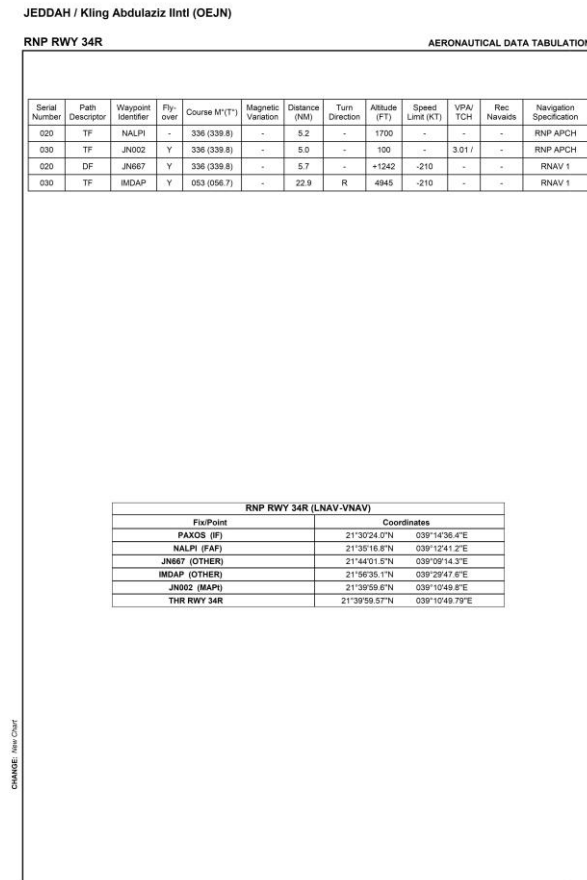 JEDDAH / Kling Abdulaziz IIntl (OEJN)
RNP RWY 34R AERONAUTICAL DATA TABULATION
Serial Number Path Descriptor Waypoint Identifier Fly-over Course M°(T°) Magnetic Variation Distance (NM) Turn Direction Altitude (FT) Speed Limit (KT) VPA/ TCH Rec Navaids Navigation Specification
020 TF NALPI - 336 (339.8) - 5.2 - 1700 - - - RNP APCH
030 TF JN002 Y 336 (339.8) - 5.0 - 100 - 3.01 / - RNP APCH
020 DF JN667 Y 336 (339.8) - 5.7 - +1242 -210 - - RNAV 1
030 TF IMDAP Y 053 (056.7) - 22.9 R 4945 -210 - - RNAV 1
RNP RWY 34R (LNAV-VNAV)
Fix/Point Coordinates
PAXOS (IF) 21°30'24.0"N 039°14'36.4"E
NALPI (FAF) 21°35'16.8"N 039°12'41.2"E
JN667 (OTHER) 21°44'01.5"N 039°09'14.3"E
IMDAP (OTHER) 21°56'35.1"N 039°29'47.6"E
JN002 (MAPt) 21°39'59.6"N 039°10'49.8"E
THR RWY 34R 21°39'59.57"N 039°10'49.79"E
CHANGE: New Chart